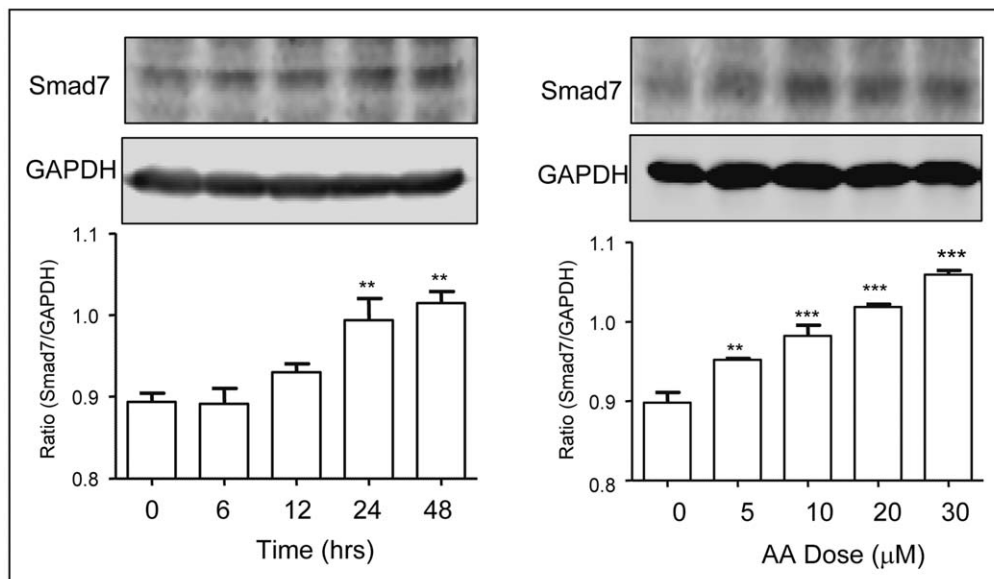 Smad7
GAPDH
Ratio (Smad7/GAPDH)
1.1
1.0
0.9
0.8
** **
0 6 12 24 48
Time (hrs)
Smad7
GAPDH
Ratio (Smad7/GAPDH)
1.1
1.0
0.9
0.8
** *** *** ***
0 5 10 20 30
AA Dose (μM)